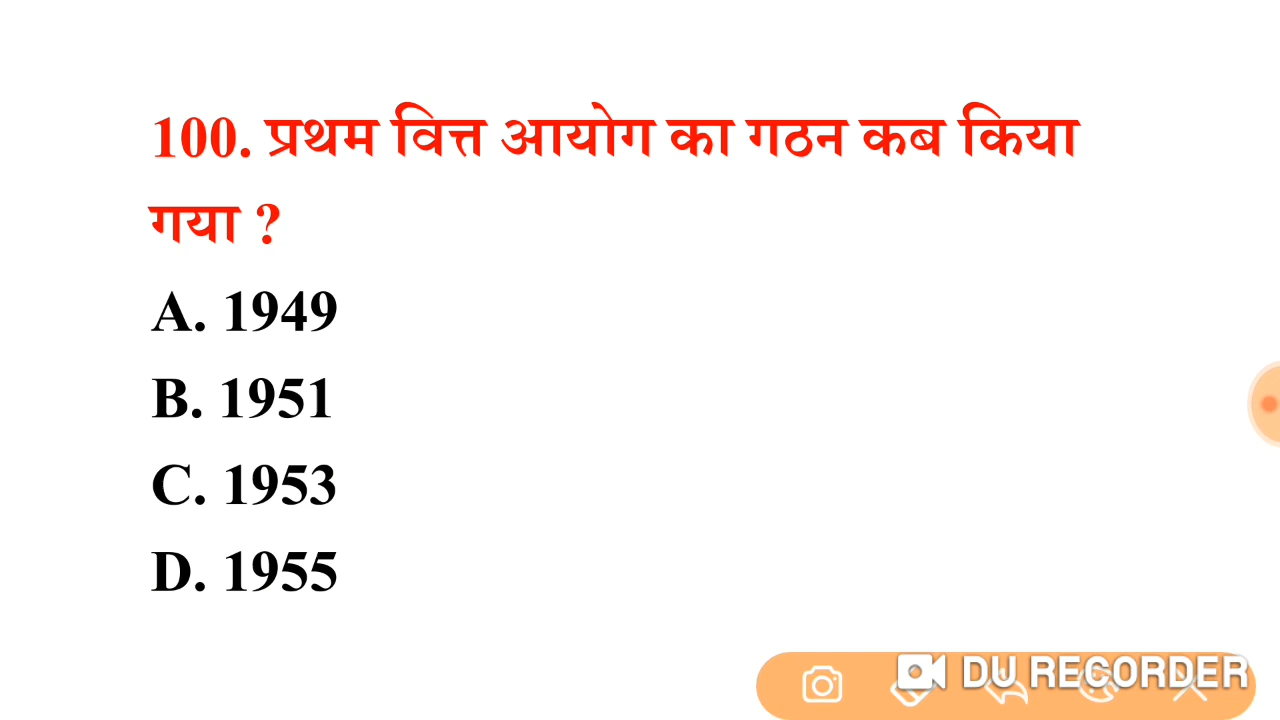 100. प्रथम वित्त आयोग का गठन कब किया
गया ?
A. 1949
B. 1951
C. 1953
D. 1955
DU RECORDER